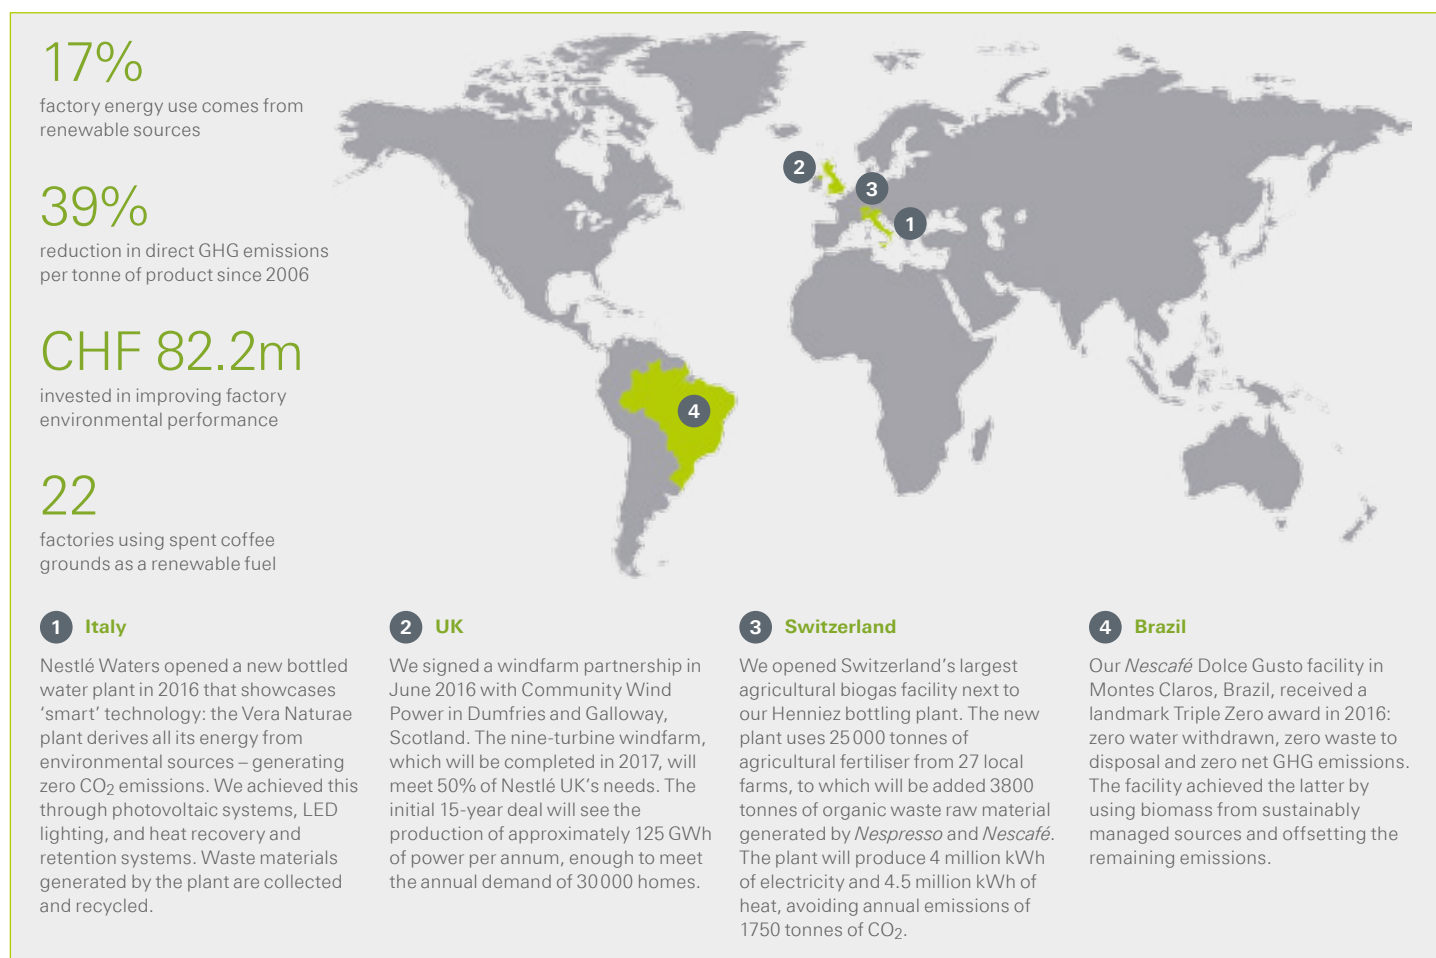 17%
factory energy use comes from
renewable sources
39%
reduction in direct GHG emissions
per tonne of product since 2006
CHF 82.2m
invested in improving factory
environmental performance
22
factories using spent coffee
grounds as a renewable fuel
2
3
1
4
1 Italy
Nestlé Waters opened a new bottled
water plant in 2016 that showcases
‘smart’ technology: the Vera Naturae
plant derives all its energy from
environmental sources – generating
zero CO2 emissions. We achieved this
through photovoltaic systems, LED
lighting, and heat recovery and
retention systems. Waste materials
generated by the plant are collected
and recycled.
2 UK
We signed a windfarm partnership in
June 2016 with Community Wind
Power in Dumfries and Galloway,
Scotland. The nine-turbine windfarm,
which will be completed in 2017, will
meet 50% of Nestlé UK’s needs. The
initial 15-year deal will see the
production of approximately 125 GWh
of power per annum, enough to meet
the annual demand of 30 000 homes.
3 Switzerland
We opened Switzerland’s largest
agricultural biogas facility next to
our Henniez bottling plant. The new
plant uses 25 000 tonnes of
agricultural fertiliser from 27 local
farms, to which will be added 3800
tonnes of organic waste raw material
generated by Nespresso and Nescafé.
The plant will produce 4 million kWh
of electricity and 4.5 million kWh of
heat, avoiding annual emissions of
1750 tonnes of CO2.
4 Brazil
Our Nescafé Dolce Gusto facility in
Montes Claros, Brazil, received a
landmark Triple Zero award in 2016:
zero water withdrawn, zero waste to
disposal and zero net GHG emissions.
The facility achieved the latter by
using biomass from sustainably
managed sources and offsetting the
remaining emissions.